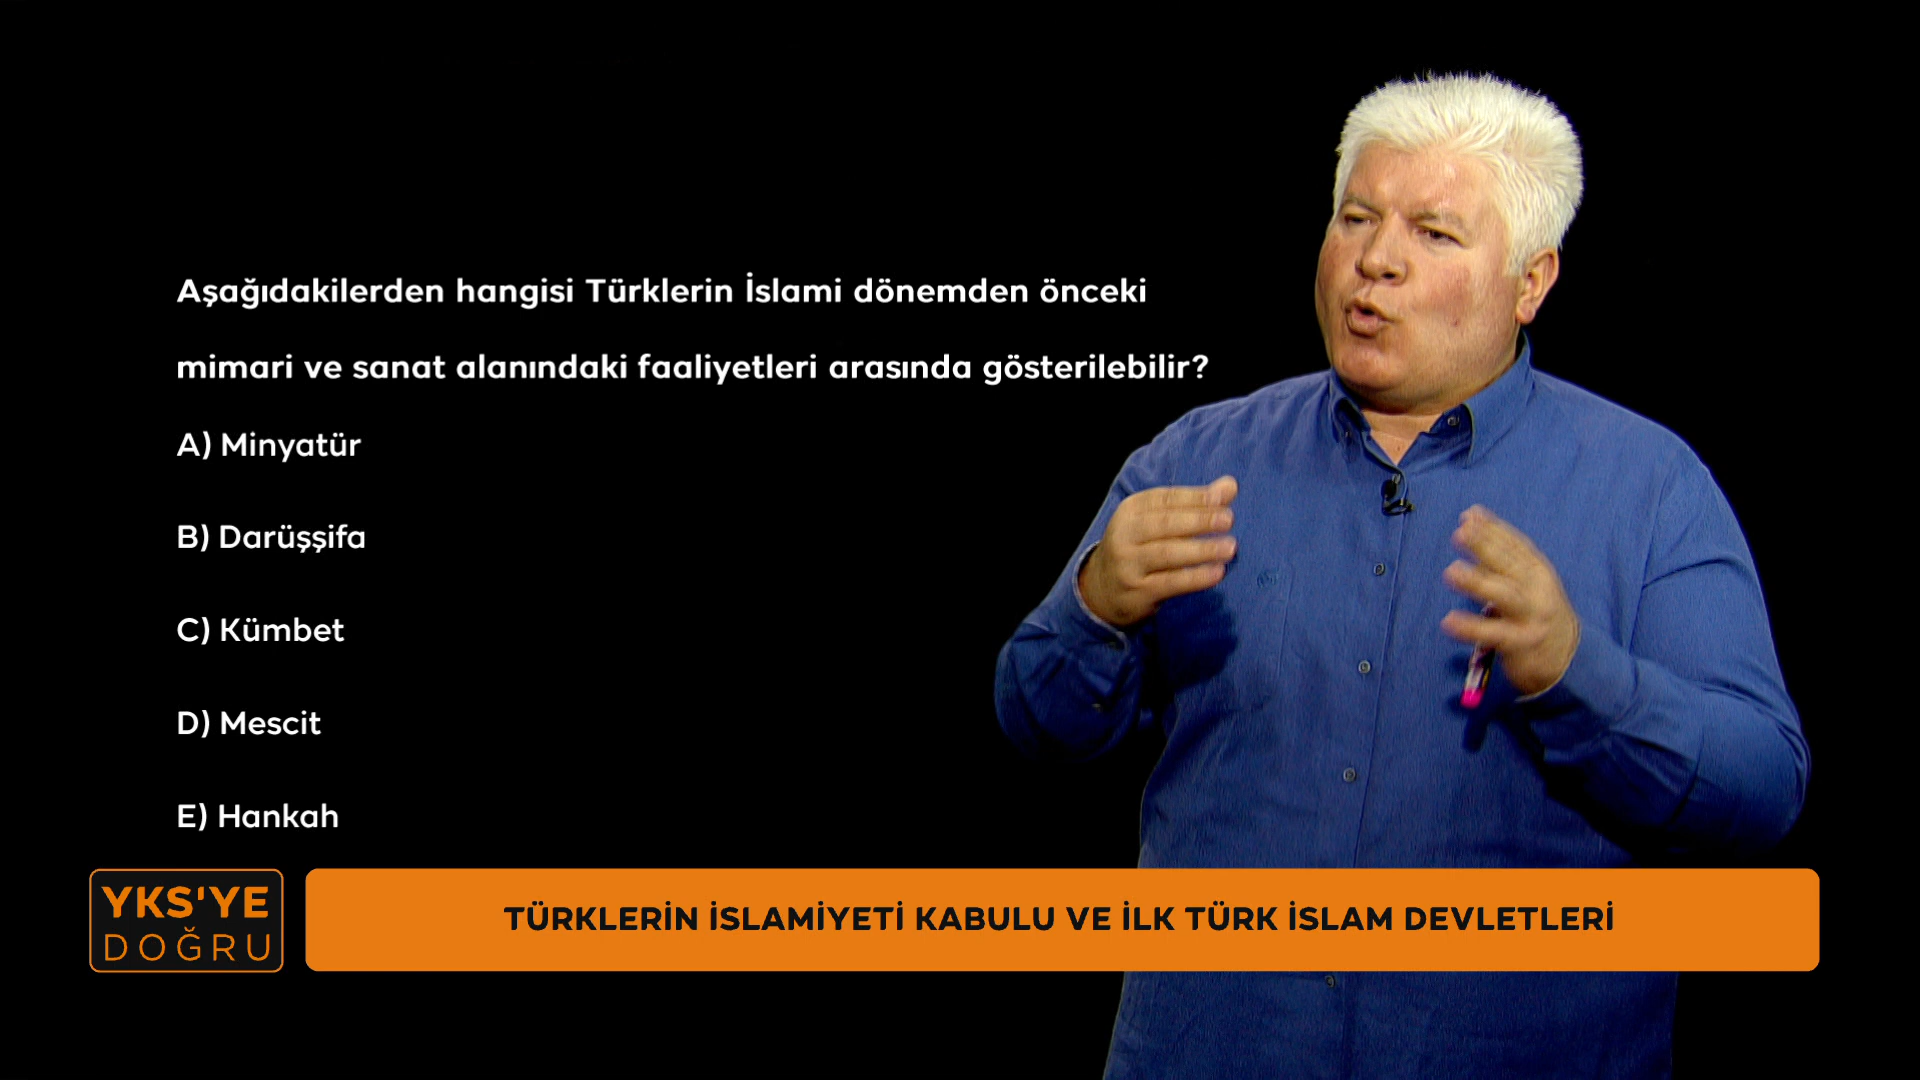 Aşağıdakilerden hangisi Türklerin İslami dönemden önceki
mimari ve sanat alanındaki faaliyetleri arasında gösterilebilir?
A) Minyatür
B) Darüşşifa
C) Kümbet
D) Mescit
E) Hankah
YKS'YE
DOĞRU
TÜRKLERİN İSLAMİYETİ KABULU VE İLK TÜRK İSLAM DEVLETLERİ